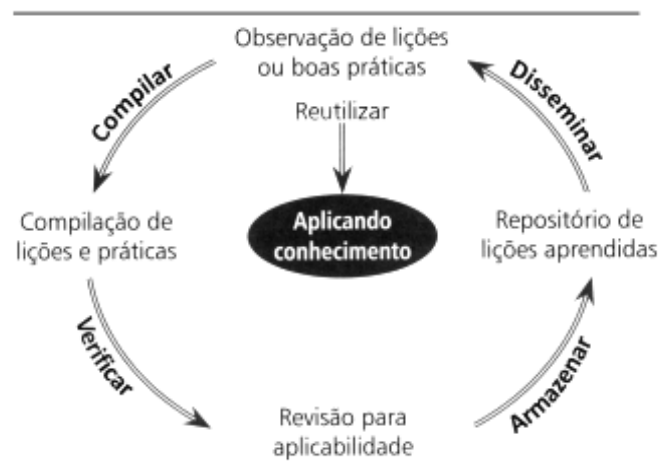 Observação de lições
ou boas práticas
Compilar
Disseminar
Reutilizar
Compilação de
lições e práticas
Aplicando
conhecimento
Repositório de
lições aprendidas
Verificar
Armazenar
Revisão para
aplicabilidade